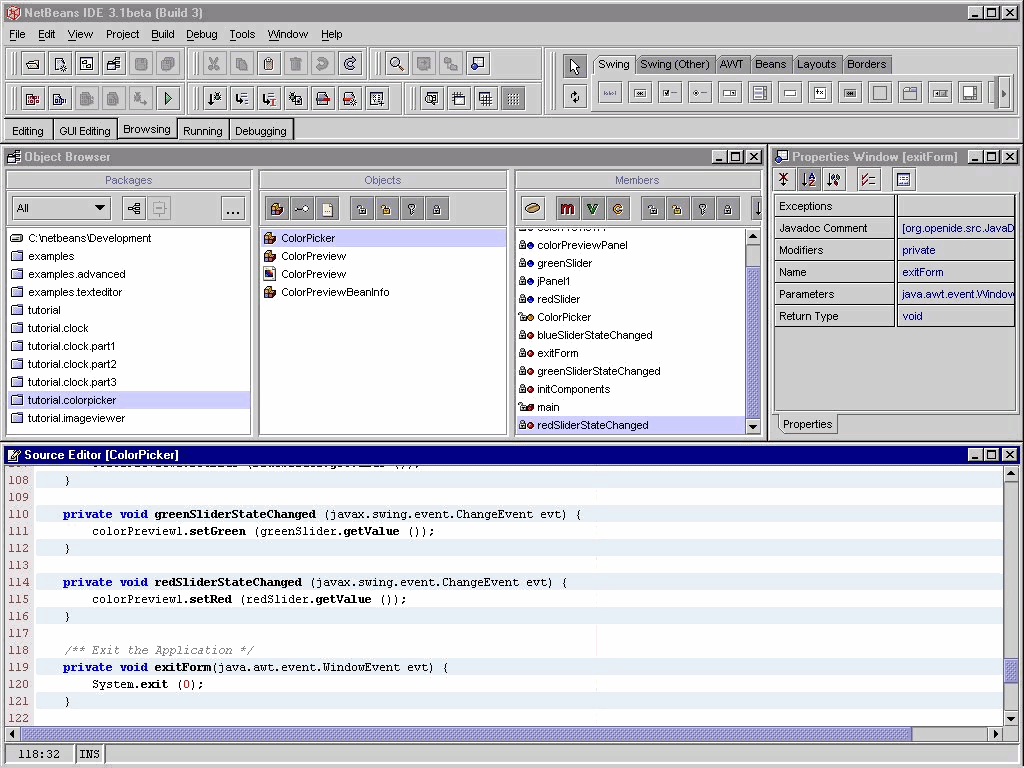 NetBeans IDE 3.1beta (Build 3)
File Edit View Project Build Debug Tools Window Help
Swing Swing (Other) AWT Beans Layouts Borders
Editing GUI Editing Browsing Running Debugging
Object Browser
Packages
All
...
C:\netbeans\Development
examples
examples.advanced
examples.texteditor
tutorial
tutorial.clock
tutorial.clock.part1
tutorial.clock.part2
tutorial.clock.part3
tutorial.colorpicker
tutorial.imageviewer
Objects
ColorPicker
ColorPreview
ColorPreview
ColorPreviewBeanInfo
Members
colorPreviewPanel
greenSlider
jPanel1
redSlider
ColorPicker
blueSliderStateChanged
exitForm
greenSliderStateChanged
initComponents
main
redSliderStateChanged
Properties Window [exitForm]
Exceptions
Javadoc Comment [org.openide.src.JavaD
Modifiers private
Name exitForm
Parameters java.awt.event.Window
Return Type void
Properties
Source Editor [ColorPicker]
108 }
109
110 private void greenSliderStateChanged (javax.swing.event.ChangeEvent evt) {
111 colorPreview1.setGreen (greenSlider.getValue ());
112 }
113
114 private void redSliderStateChanged (javax.swing.event.ChangeEvent evt) {
115 colorPreview1.setRed (redSlider.getValue ());
116 }
117
118 /** Exit the Application */
119 private void exitForm(java.awt.event.WindowEvent evt) {
120 System.exit (0);
121 }
122
118:32 INS